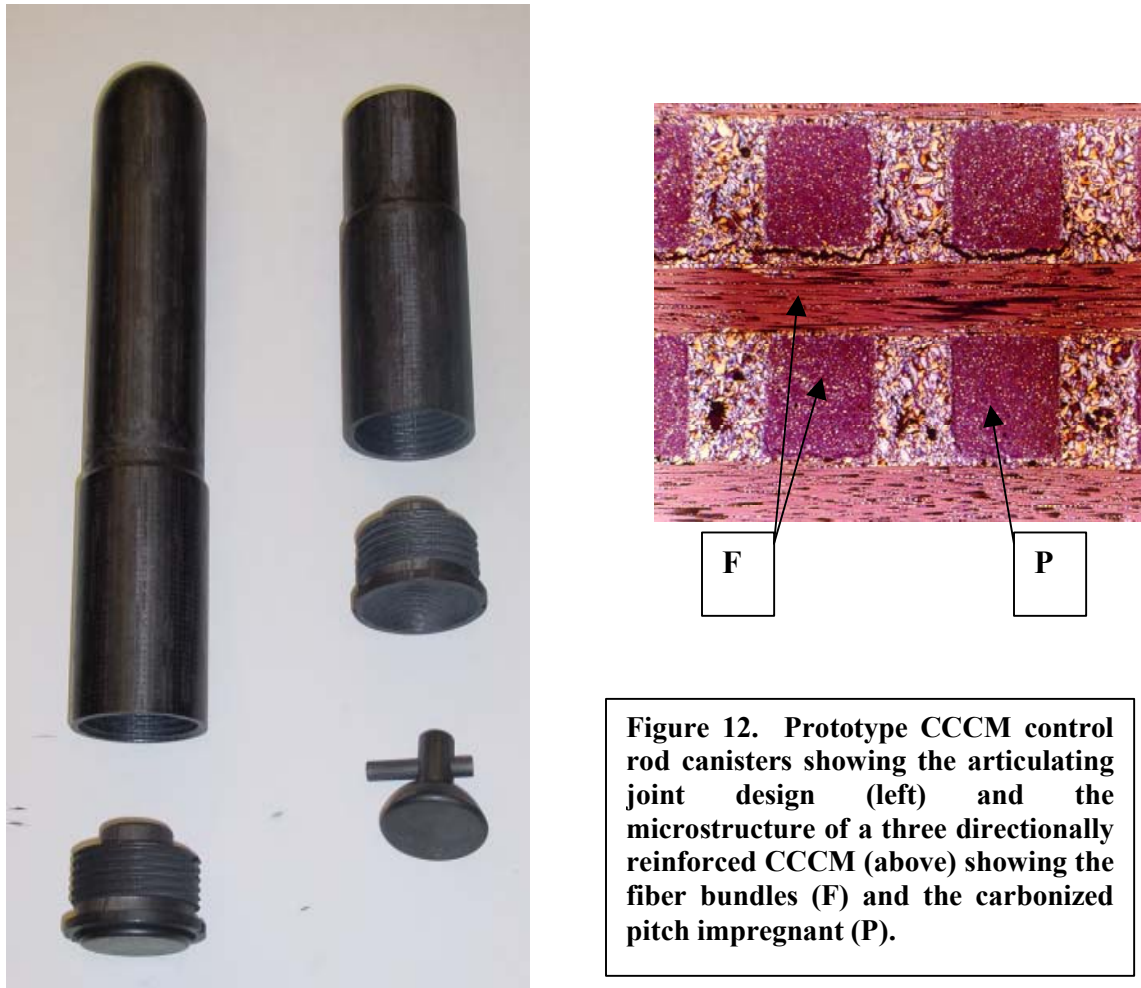 F
P
Figure 12. Prototype CCCM control
rod canisters showing the articulating
joint design (left) and the
microstructure of a three directionally
reinforced CCCM (above) showing the
fiber bundles (F) and the carbonized
pitch impregnant (P).